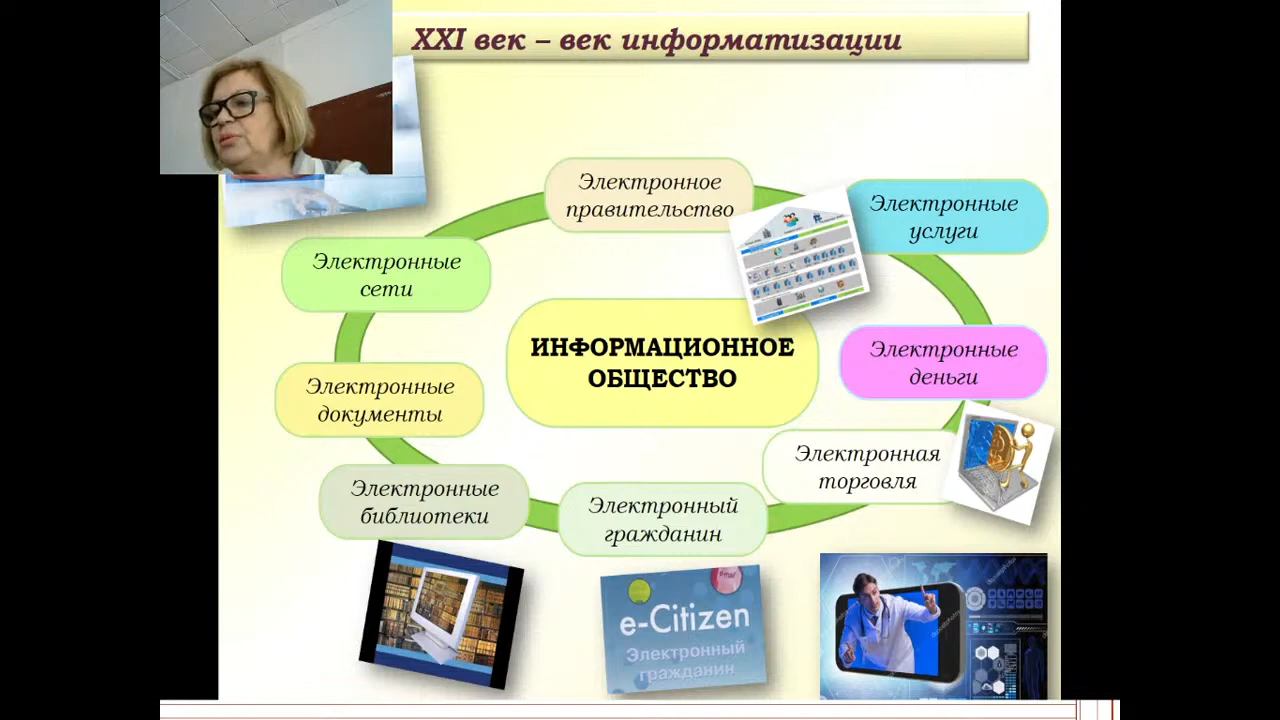 XXI век – век информатизации
Электронное
правительство
Электронные
услуги
Электронные
сети
ИНФОРМАЦИОННОЕ
ОБЩЕСТВО
Электронные
деньги
Электронные
документы
Электронная
торговля
Электронные
библиотеки
Электронный
гражданин
e-mail
e-Citizen
Электронный
гражданин